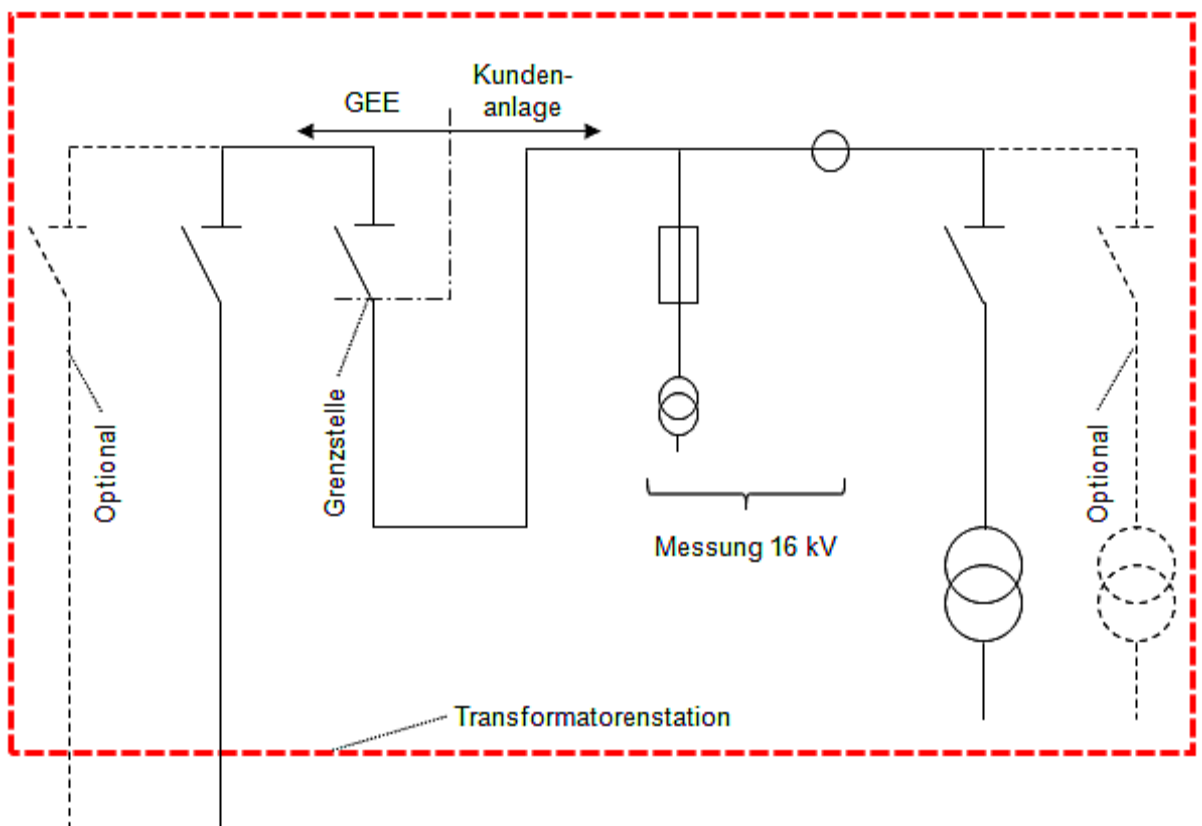 Kunden-
anlage
GEE
Optional
Grenzstelle
Optional
Messung 16 kV
Transformatorenstation